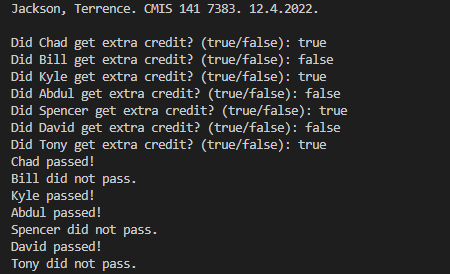 Jackson, Terrence. CMIS 141 7383. 12.4.2022.
Did Chad get extra credit? (true/false): true
Did Bill get extra credit? (true/false): false
Did Kyle get extra credit? (true/false): true
Did Abdul get extra credit? (true/false): false
Did Spencer get extra credit? (true/false): true
Did David get extra credit? (true/false): false
Did Tony get extra credit? (true/false): true
Chad passed!
Bill did not pass.
Kyle passed!
Abdul passed!
Spencer did not pass.
David passed!
Tony did not pass.